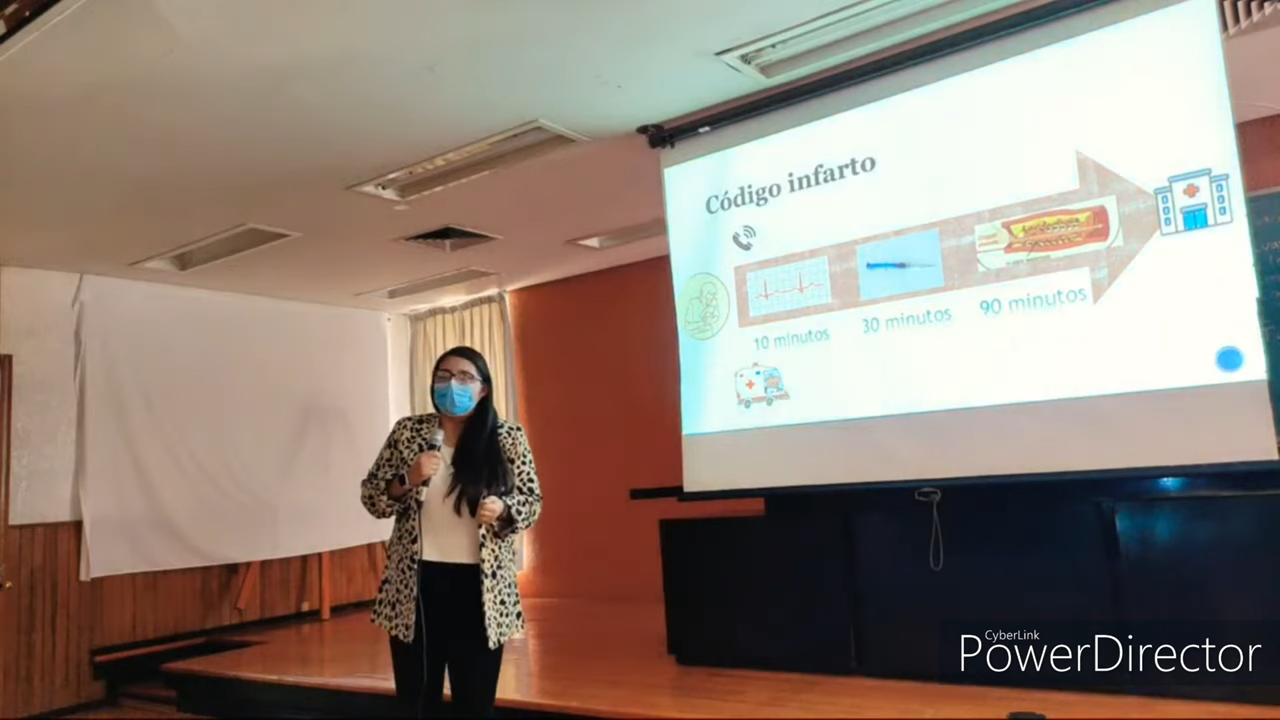 Código infarto
10 minutos
30 minutos
90 minutos
CyberLink
PowerDirector